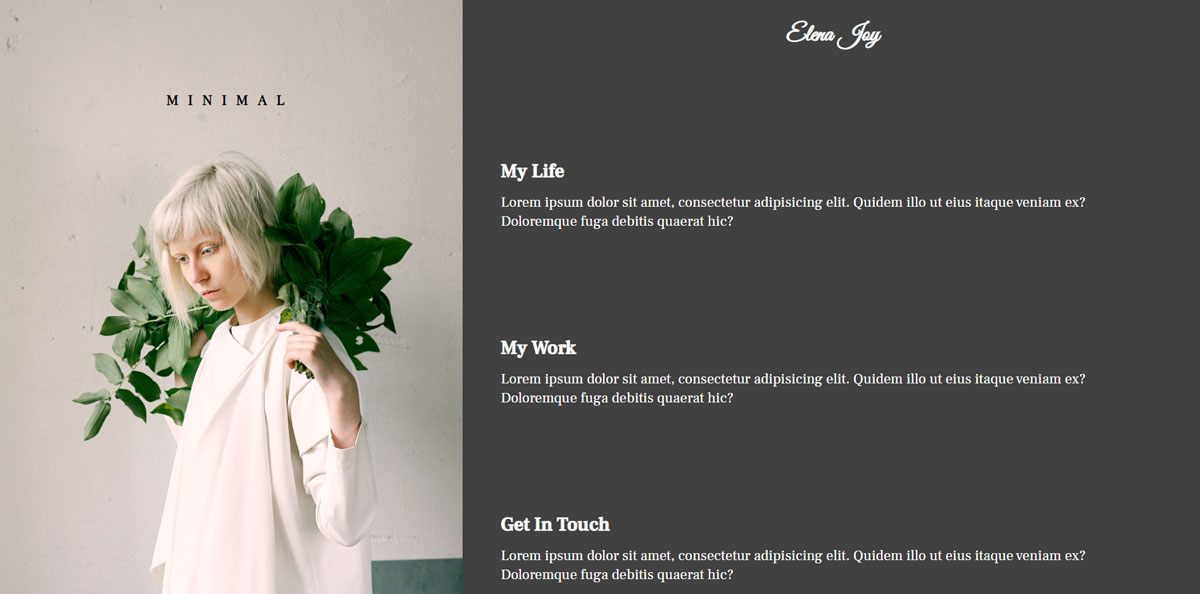 MINIMAL
Elena Joy
My Life
Lorem ipsum dolor sit amet, consectetur adipisicing elit. Quidem illo ut eius itaque veniam ex?
Doloremque fuga debitis quaerat hic?
My Work
Lorem ipsum dolor sit amet, consectetur adipisicing elit. Quidem illo ut eius itaque veniam ex?
Doloremque fuga debitis quaerat hic?
Get In Touch
Lorem ipsum dolor sit amet, consectetur adipisicing elit. Quidem illo ut eius itaque veniam ex?
Doloremque fuga debitis quaerat hic?